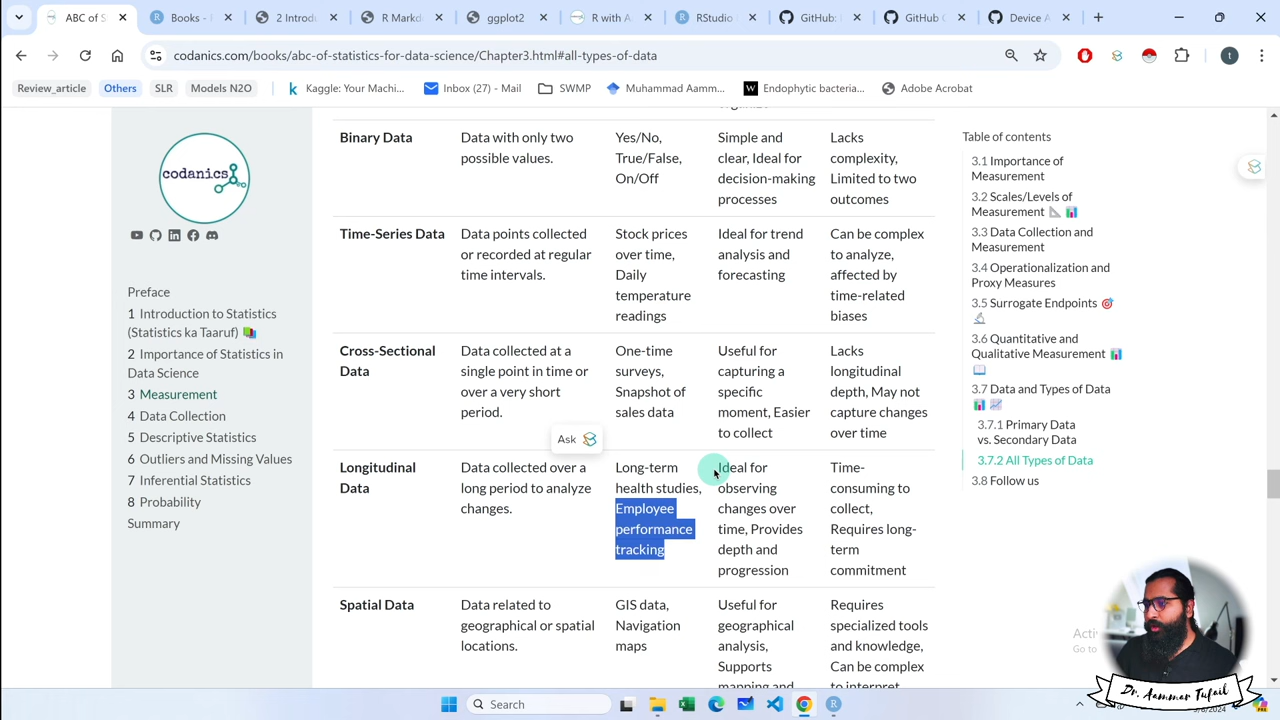 ABC of S
Books -
2 Introdu
R Markd
ggplot2
R with A
RStudio
GitHub:
GitHub C
Device A
codanics.com/books/abc-of-statistics-for-data-science/Chapter3.html#all-types-of-data
t
Review_article
Others
SLR
Models N2O
Kaggle: Your Machi...
Inbox (27) - Mail
SWMP
Muhammad Aamm...
Endophytic bacteria...
Adobe Acrobat
codanics
Preface
1 Introduction to Statistics
(Statistics ka Taaruf)
2 Importance of Statistics in
Data Science
3 Measurement
4 Data Collection
5 Descriptive Statistics
6 Outliers and Missing Values
7 Inferential Statistics
8 Probability
Summary
Binary Data
Data with only two
possible values.
Yes/No,
True/False,
On/Off
Simple and
clear, Ideal for
decision-making
processes
Lacks
complexity,
Limited to two
outcomes
Time-Series Data
Data points collected
or recorded at regular
time intervals.
Stock prices
over time,
Daily
temperature
readings
Ideal for trend
analysis and
forecasting
Can be complex
to analyze,
affected by
time-related
biases
Cross-Sectional
Data
Data collected at a
single point in time or
over a very short
period.
One-time
surveys,
Snapshot of
sales data
Useful for
capturing a
specific
moment, Easier
to collect
Lacks
longitudinal
depth, May not
capture changes
over time
Ask
Longitudinal
Data
Data collected over a
long period to analyze
changes.
Long-term
health studies,
Employee
performance
tracking
Ideal for
observing
changes over
time, Provides
depth and
progression
Time-
consuming to
collect,
Requires long-
term
commitment
Spatial Data
Data related to
geographical or spatial
locations.
GIS data,
Navigation
maps
Useful for
geographical
analysis,
Supports
mapping and
Requires
specialized tools
and knowledge,
Can be complex
to interpret
Table of contents
3.1 Importance of
Measurement
3.2 Scales/Levels of
Measurement
3.3 Data Collection and
Measurement
3.4 Operationalization and
Proxy Measures
3.5 Surrogate Endpoints
3.6 Quantitative and
Qualitative Measurement
3.7 Data and Types of Data
3.7.1 Primary Data
vs. Secondary Data
3.7.2 All Types of Data
3.8 Follow us
Acti
Go to
Dr. Aammar Tufail
Search